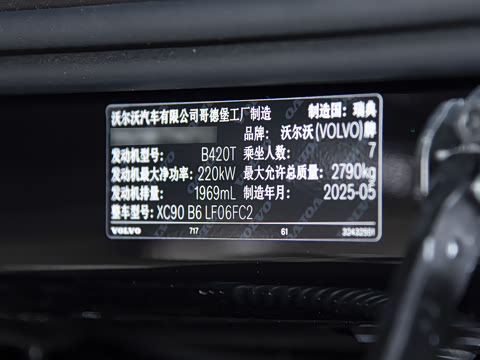 沃尔沃汽车有限公司哥德堡工厂制造 制造国：瑞典
品牌：沃尔沃(VOLVO)牌
发动机型号： B420T 乘坐人数： 7
发动机最大净功率： 220kW 最大允许总质量： 2790kg
发动机排量： 1969mL 制造年月： 2025-05
整车型号： XC90 B6 LF06FC2
VOLVO 717 61